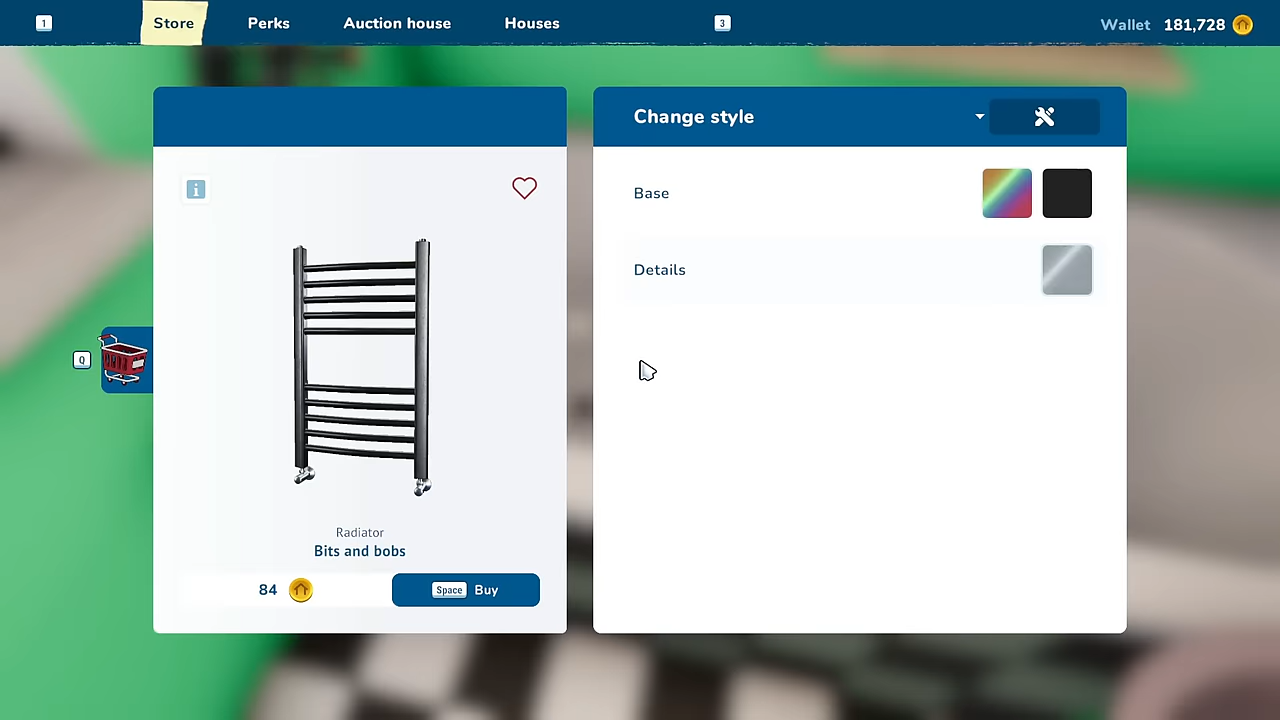 1
Store
Perks
Auction house
Houses
3
Wallet 181,728
Change style
Base
Details
Q
Radiator
Bits and bobs
84
Space Buy